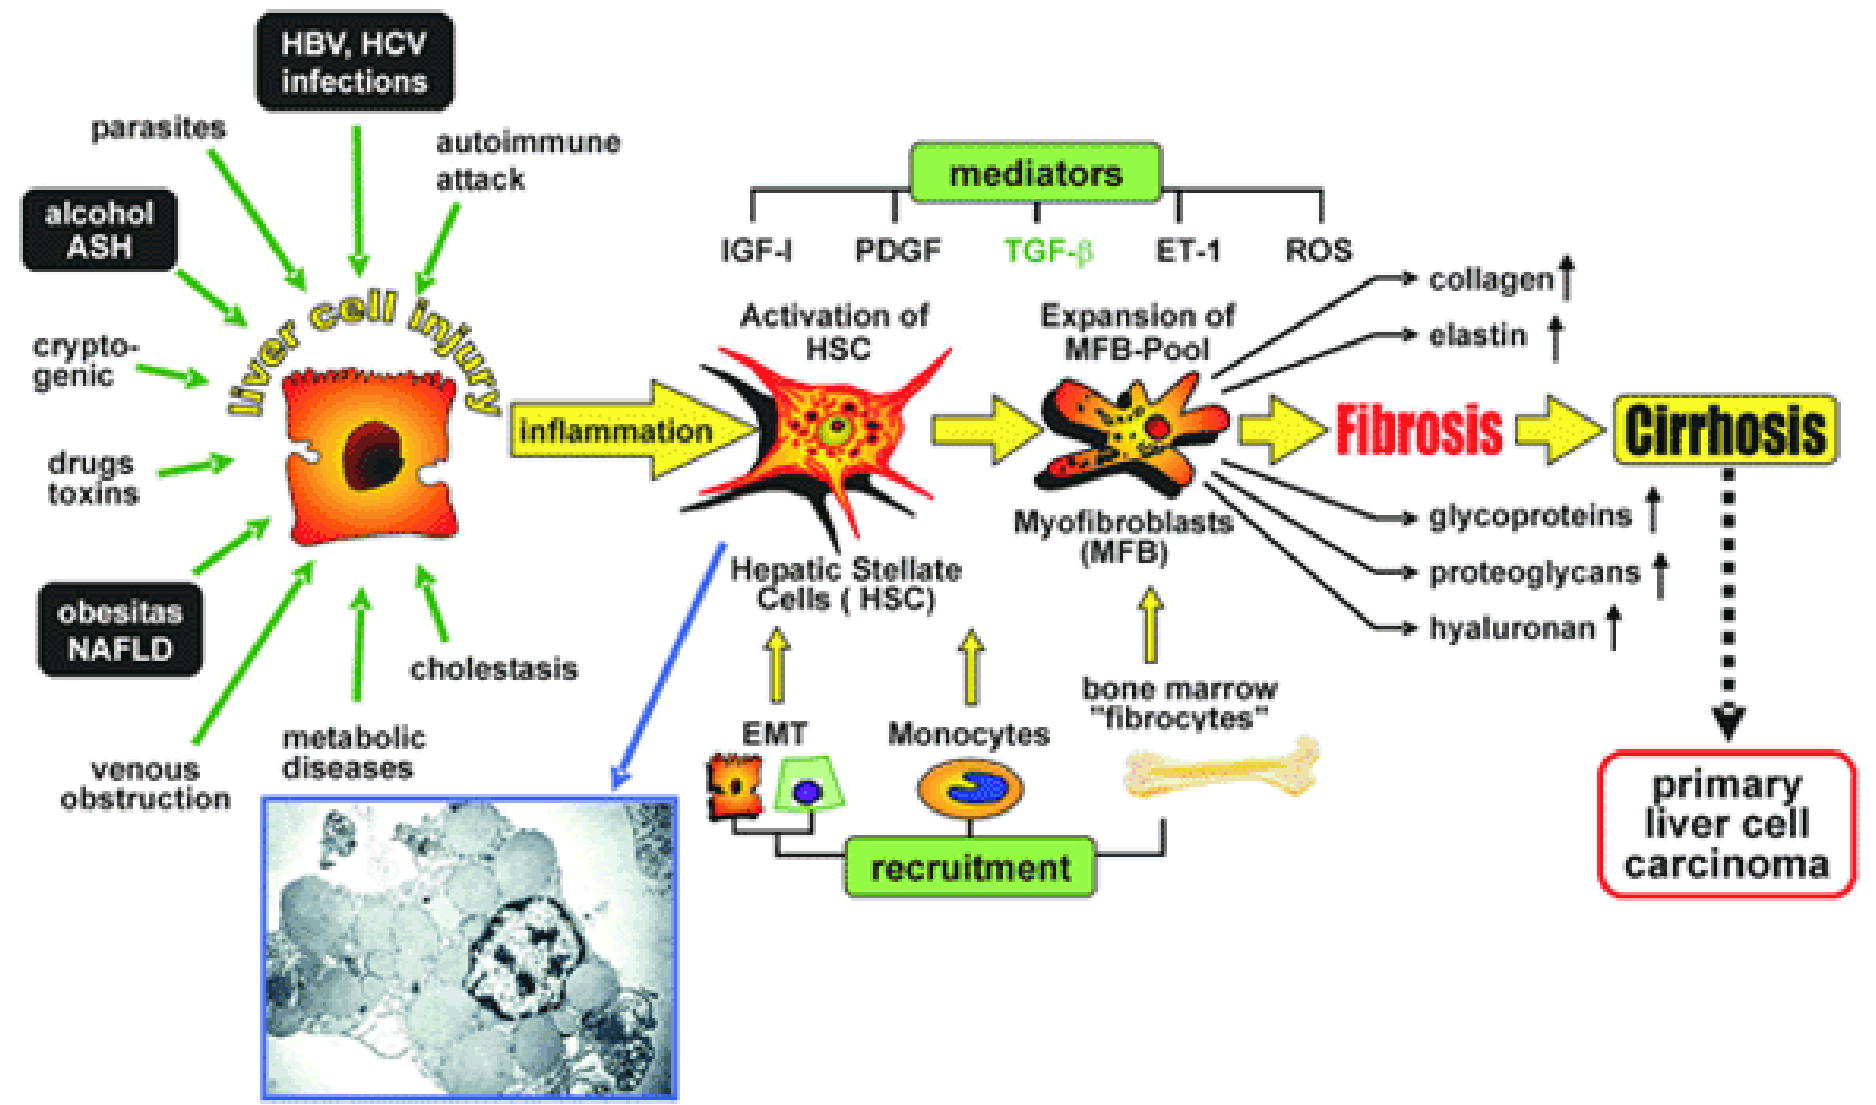 HBV, HCV
infections
parasites
autoimmune
attack
alcohol
ASH
crypto-
genic
drugs
toxins
obesitas
NAFLD
venous
obstruction
metabolic
diseases
cholestasis
liver cell injury
inflammation
mediators
IGF-I
PDGF
TGF-β
ET-1
ROS
Activation of
HSC
Hepatic Stellate
Cells ( HSC)
Expansion of
MFB-Pool
Myofibroblasts
(MFB)
EMT
Monocytes
bone marrow
"fibrocytes"
recruitment
collagen
elastin
Fibrosis
Cirrhosis
glycoproteins
proteoglycans
hyaluronan
primary
liver cell
carcinoma